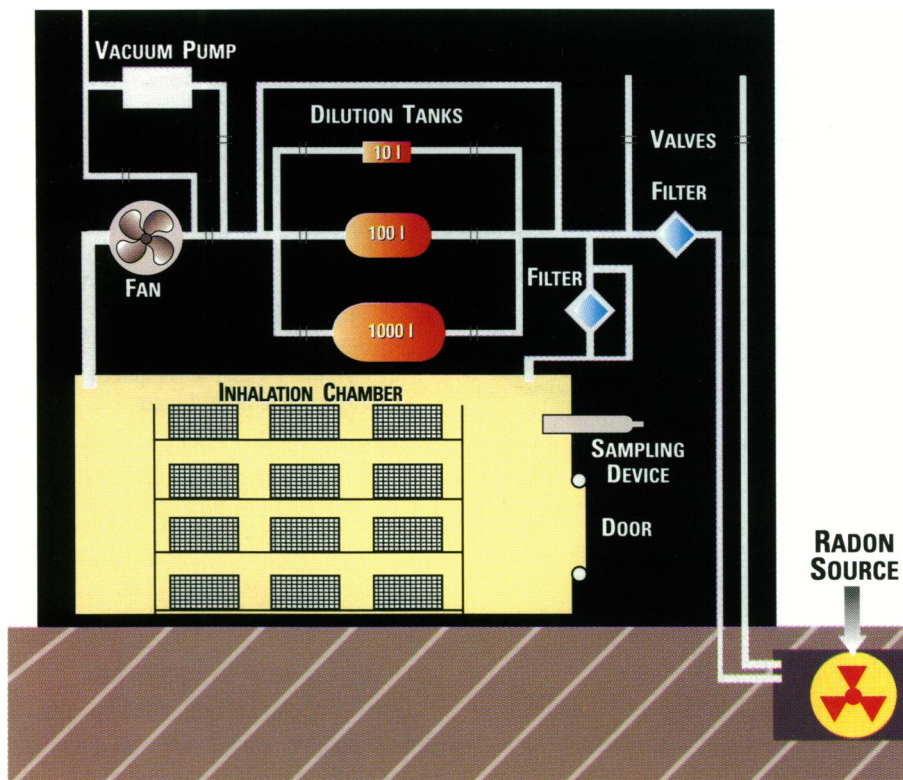 VACUUM PUMP
DILUTION TANKS
10 l
VALVES
FILTER
100 l
FAN
FILTER
1000 l
INHALATION CHAMBER
SAMPLING
DEVICE
DOOR
RADON
SOURCE